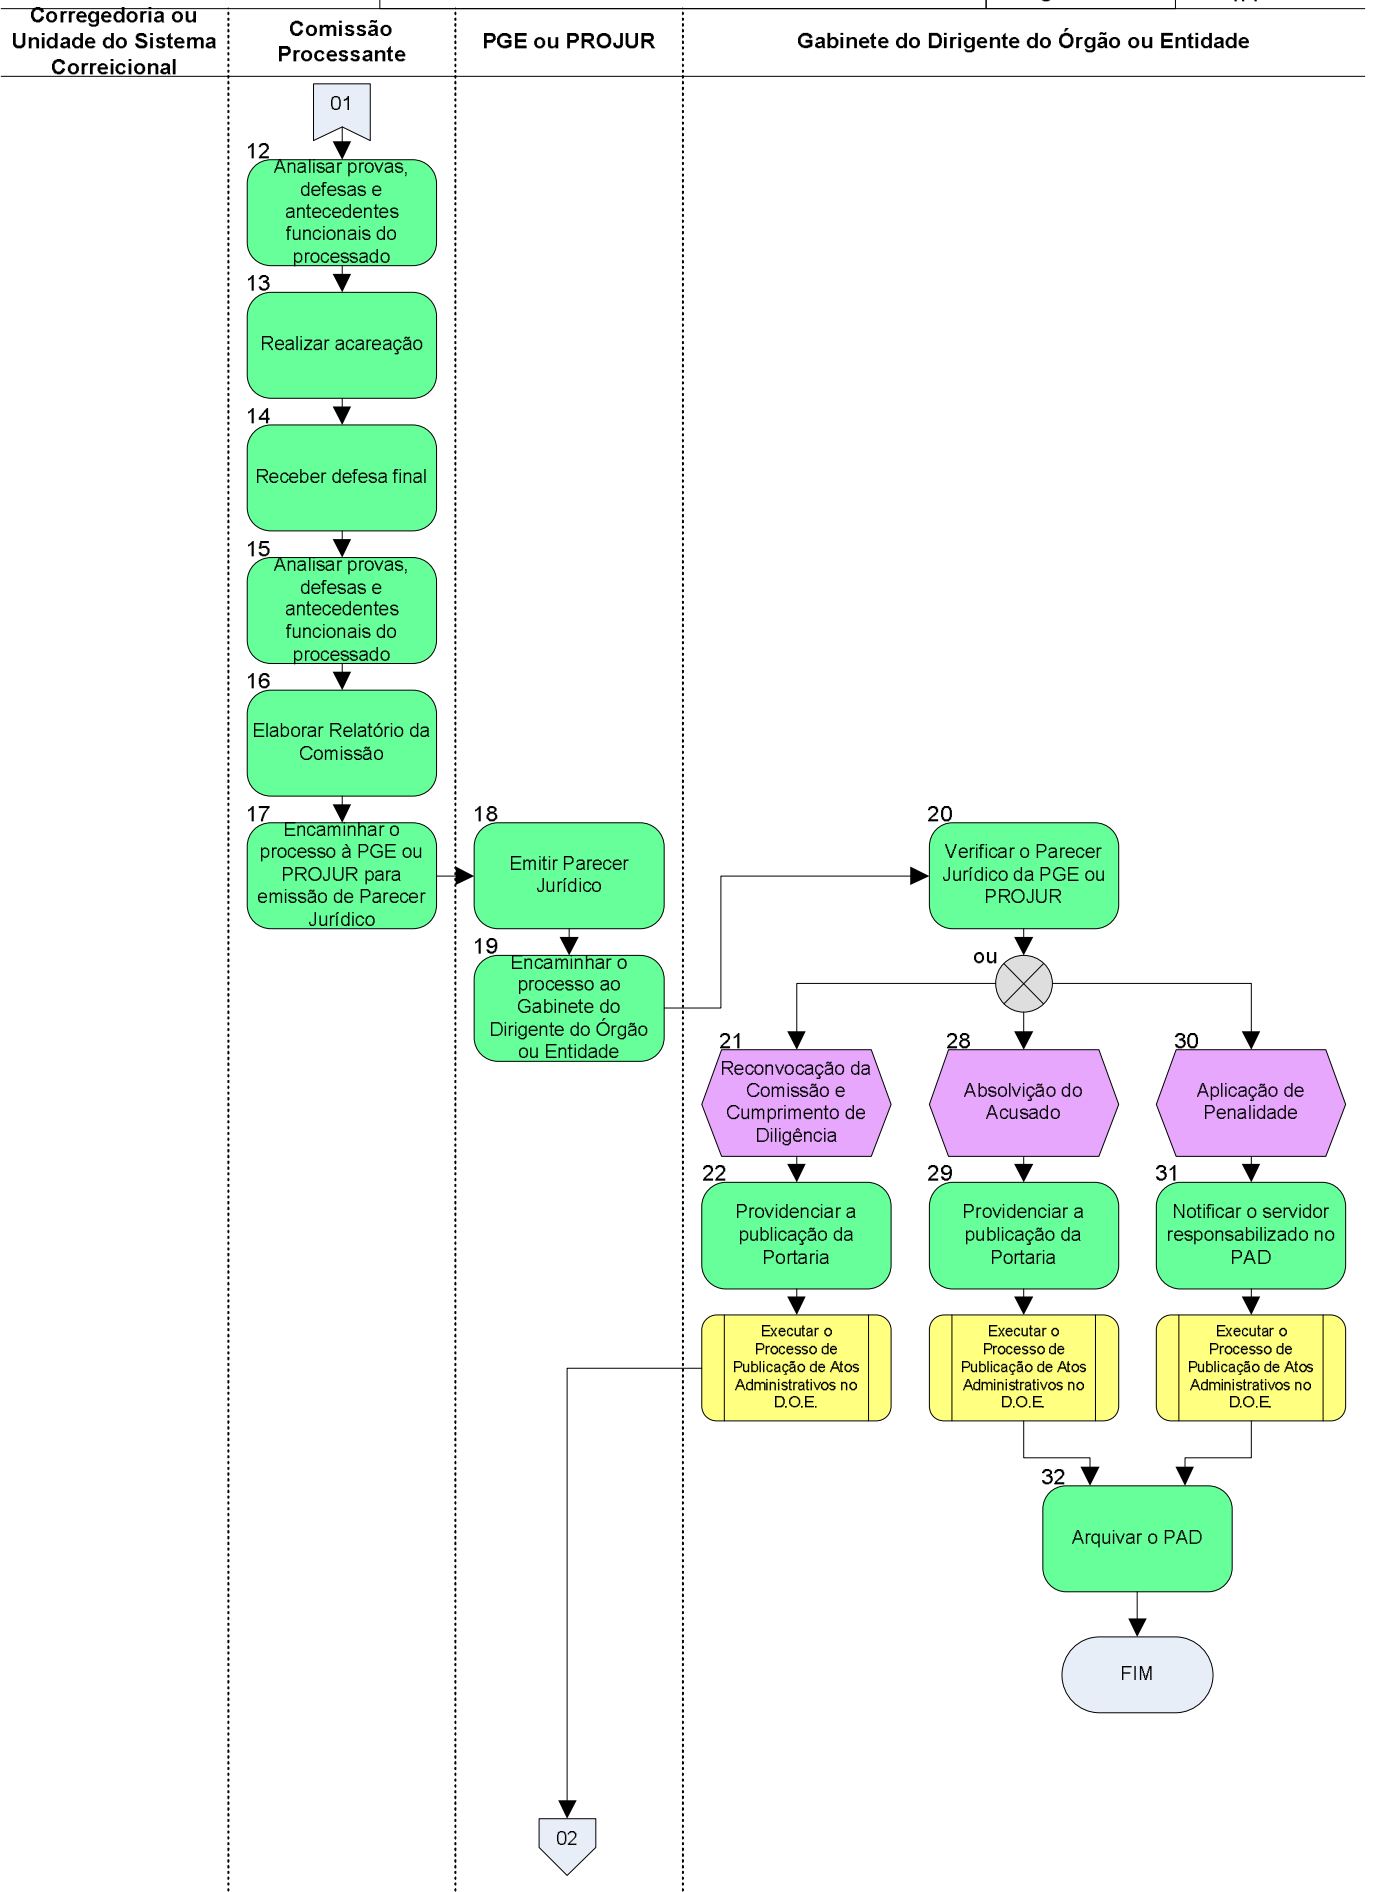 Corregedoria ou
Unidade do Sistema
Correicional
Comissão
Processante
PGE ou PROJUR
Gabinete do Dirigente do Órgão ou Entidade
01
12
Analisar provas,
defesas e
antecedentes
funcionais do
processado
13
Realizar acareação
14
Receber defesa final
15
Analisar provas,
defesas e
antecedentes
funcionais do
processado
16
Elaborar Relatório da
Comissão
17
Encaminhar o
processo à PGE ou
PROJUR para
emissão de Parecer
Jurídico
18
Emitir Parecer
Jurídico
19
Encaminhar o
processo ao
Gabinete do
Dirigente do Órgão
ou Entidade
20
Verificar o Parecer
Jurídico da PGE ou
PROJUR
ou
21
Reconvocação da
Comissão e
Cumprimento de
Diligência
28
Absolvição do
Acusado
30
Aplicação de
Penalidade
22
Providenciar a
publicação da
Portaria
29
Providenciar a
publicação da
Portaria
31
Notificar o servidor
responsabilizado no
PAD
Executar o
Processo de
Publicação de Atos
Administrativos no
D.O.E.
Executar o
Processo de
Publicação de Atos
Administrativos no
D.O.E.
Executar o
Processo de
Publicação de Atos
Administrativos no
D.O.E.
32
Arquivar o PAD
FIM
02